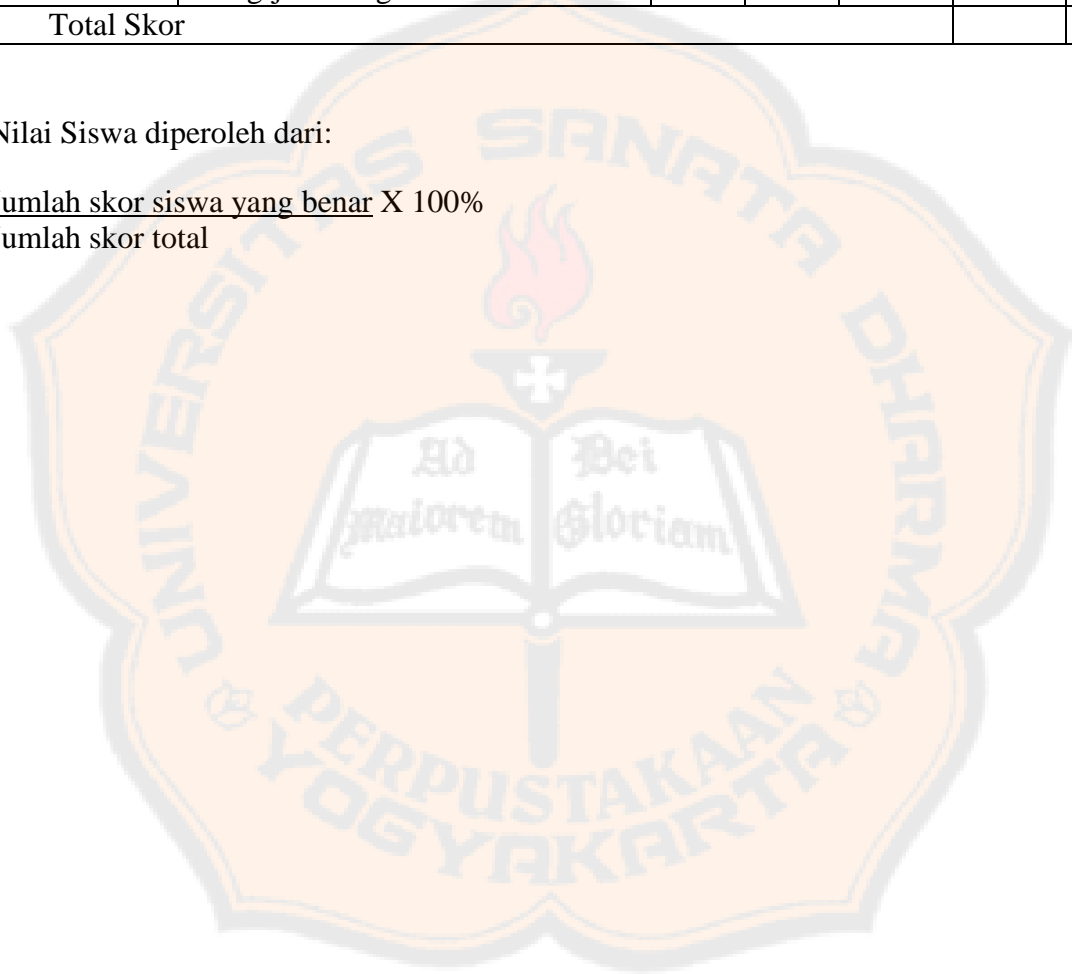 Total Skor
Nilai Siswa diperoleh dari:
umlah skor siswa yang benar X 100%
umlah skor total
UNIVERSITAS SANATA DHARMA
Ad Dei
maiorem Gloriam
PERPUSTAKAAN
YOGYAKARTA